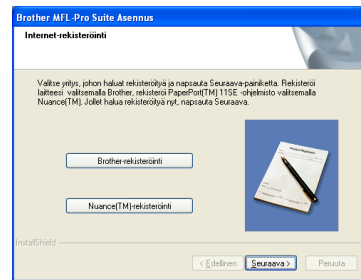 Brother MFL-Pro Suite Asennus
Internet-rekisteröinti
Valitse yritys, johon haluat rekisteröityä ja napsauta Seuraava-painiketta. Rekisteröi
laitteesi valitsemalla Brother, rekisteröi PaperPort(TM) 11SE -ohjelmisto valitsemalla
Nuance(TM). Jollet halua rekisteröityä nyt, napsauta Seuraava.
Brother-rekisteröinti
Nuance(TM)-rekisteröinti
InstallShield
< Edellinen
Seuraava >
Peruuta